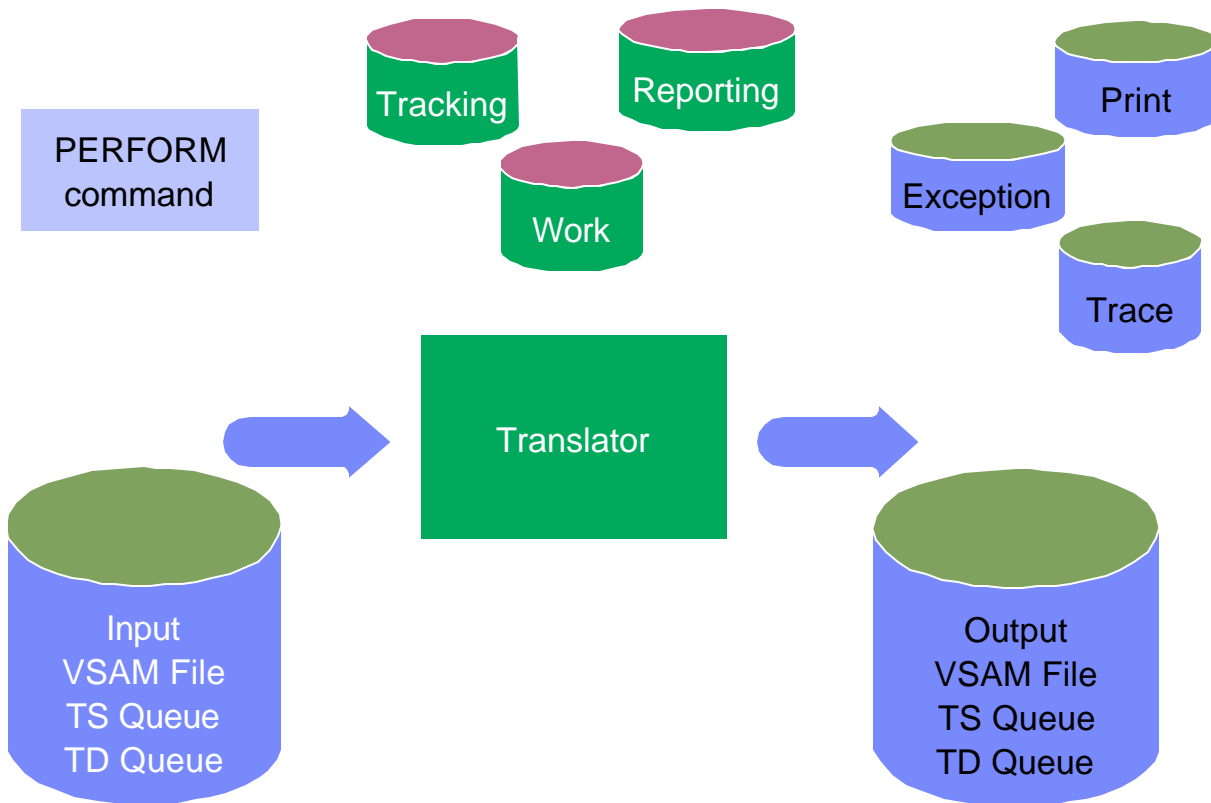 PERFORM
command
Tracking
Reporting
Work
Print
Exception
Trace
Translator
Input
VSAM File
TS Queue
TD Queue
Output
VSAM File
TS Queue
TD Queue